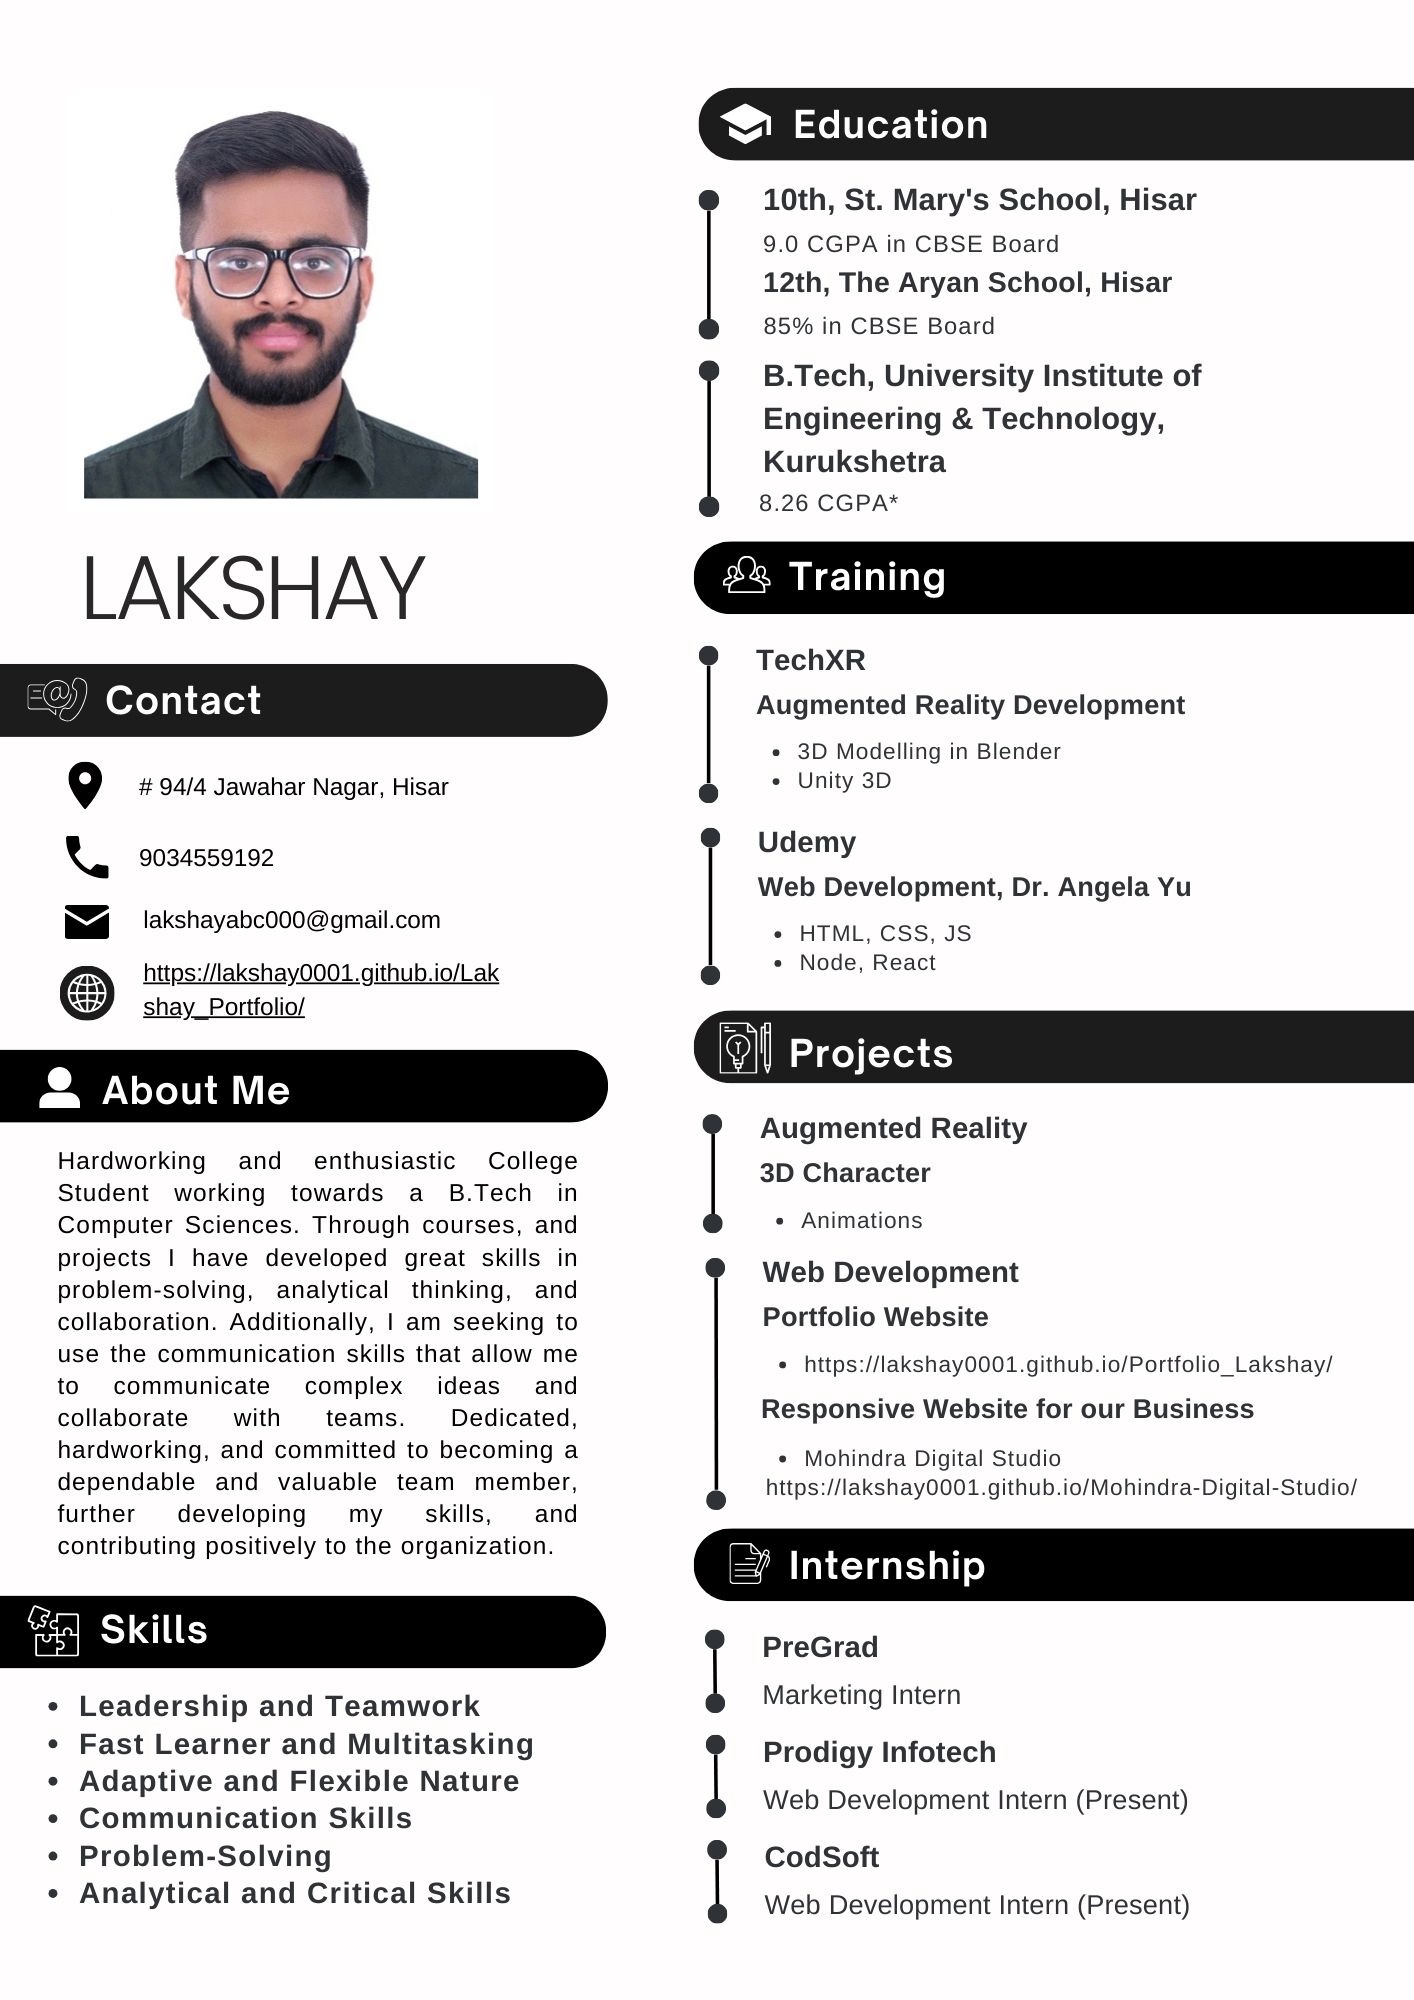 LAKSHAY
Contact
# 94/4 Jawahar Nagar, Hisar
9034559192
lakshayabc000@gmail.com
https://lakshay0001.github.io/Lak
shay_Portfolio/
About Me
Hardworking and enthusiastic College
Student working towards a B.Tech in
Computer Sciences. Through courses, and
projects I have developed great skills in
problem-solving, analytical thinking, and
collaboration. Additionally, I am seeking to
use the communication skills that allow me
to communicate complex ideas and
collaborate with teams. Dedicated,
hardworking, and committed to becoming a
dependable and valuable team member,
further developing my skills, and
contributing positively to the organization.
Skills
• Leadership and Teamwork
• Fast Learner and Multitasking
• Adaptive and Flexible Nature
• Communication Skills
• Problem-Solving
• Analytical and Critical Skills
Education
10th, St. Mary's School, Hisar
9.0 CGPA in CBSE Board
12th, The Aryan School, Hisar
85% in CBSE Board
B.Tech, University Institute of
Engineering & Technology,
Kurukshetra
8.26 CGPA*
Training
TechXR
Augmented Reality Development
• 3D Modelling in Blender
• Unity 3D
Udemy
Web Development, Dr. Angela Yu
• HTML, CSS, JS
• Node, React
Projects
Augmented Reality
3D Character
• Animations
Web Development
Portfolio Website
• https://lakshay0001.github.io/Portfolio_Lakshay/
Responsive Website for our Business
• Mohindra Digital Studio
https://lakshay0001.github.io/Mohindra-Digital-Studio/
Internship
PreGrad
Marketing Intern
Prodigy Infotech
Web Development Intern (Present)
CodSoft
Web Development Intern (Present)